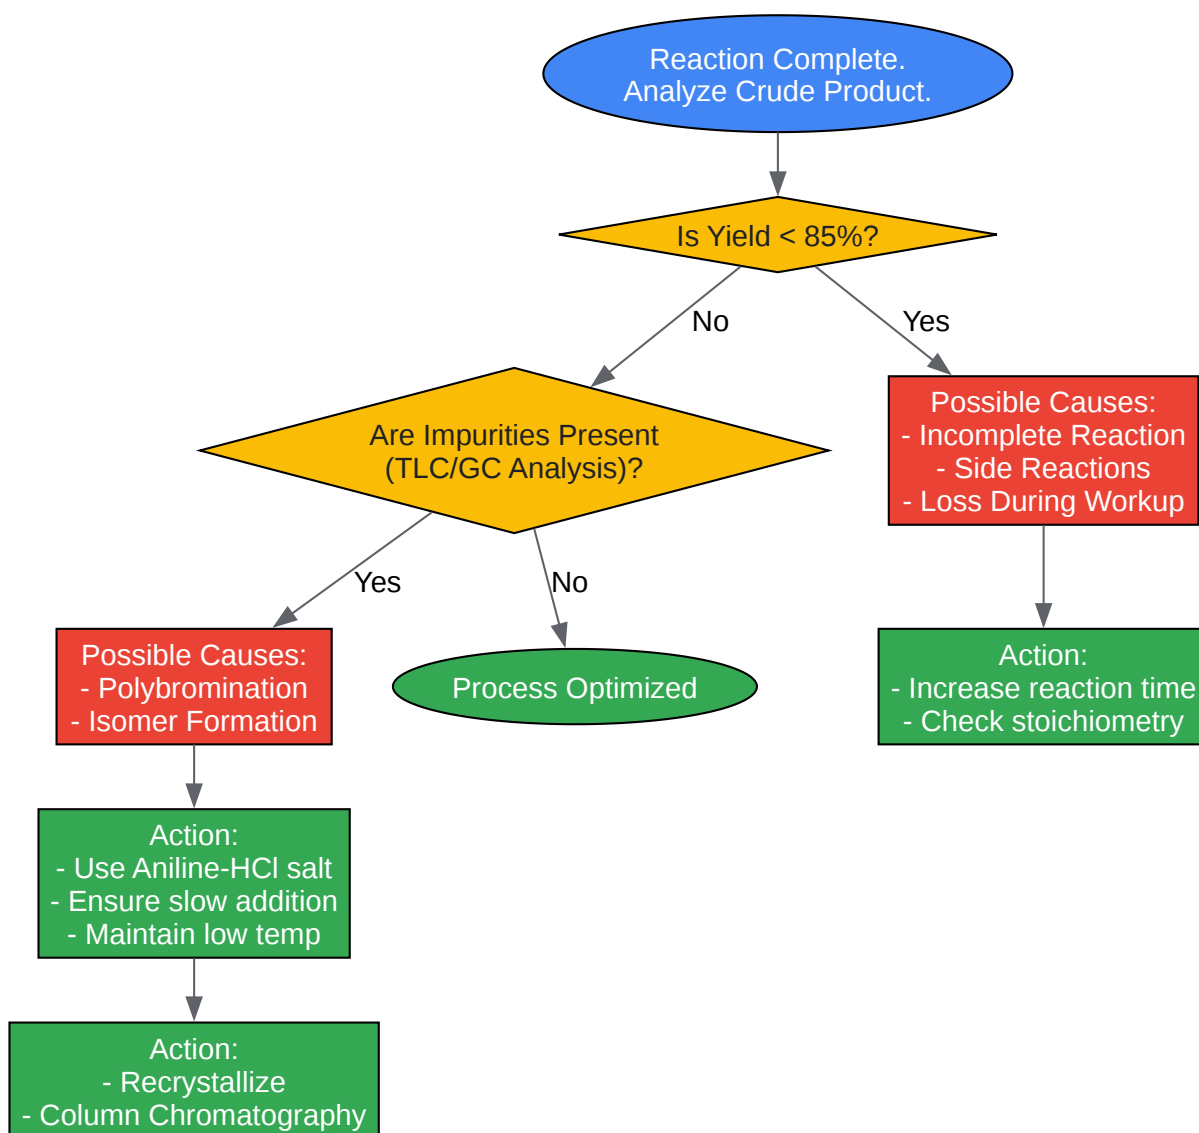 Reaction Complete.
Analyze Crude Product.
Is Yield < 85%?
No
Yes
Are Impurities Present
(TLC/GC Analysis)?
Possible Causes:
- Incomplete Reaction
- Side Reactions
- Loss During Workup
Yes
No
Possible Causes:
- Polybromination
- Isomer Formation
Process Optimized
Action:
- Increase reaction time
- Check stoichiometry
Action:
- Use Aniline-HCl salt
- Ensure slow addition
- Maintain low temp
Action:
- Recrystallize
- Column Chromatography